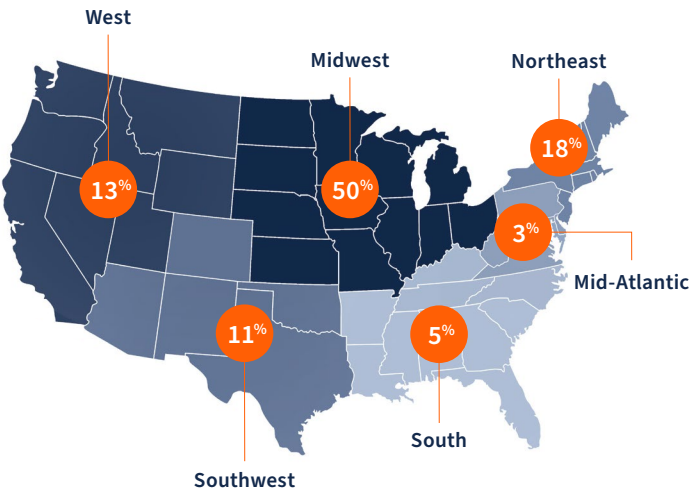 West
Midwest
Northeast
18%
13%
50%
3%
Mid-Atlantic
11%
5%
South
Southwest